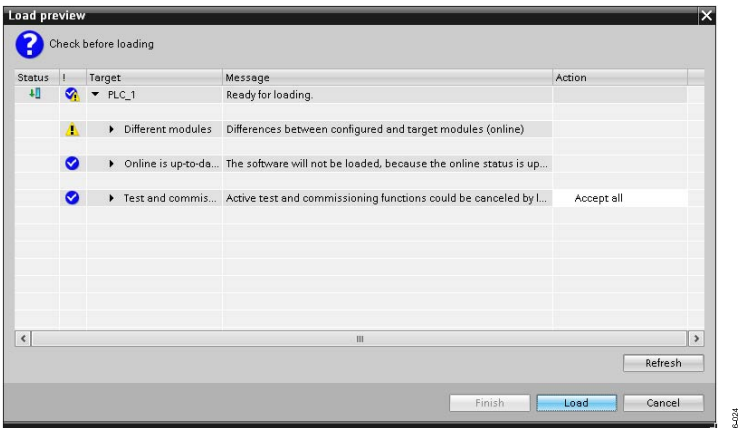 Load preview
Check before loading
Status ! Target Message Action
PLC_1 Ready for loading.
Different modules Differences between configured and target modules (online)
Online is up-to-da... The software will not be loaded, because the online status is up...
Test and commis... Active test and commissioning functions could be canceled by l... Accept all
Refresh
Finish Load Cancel
6-024